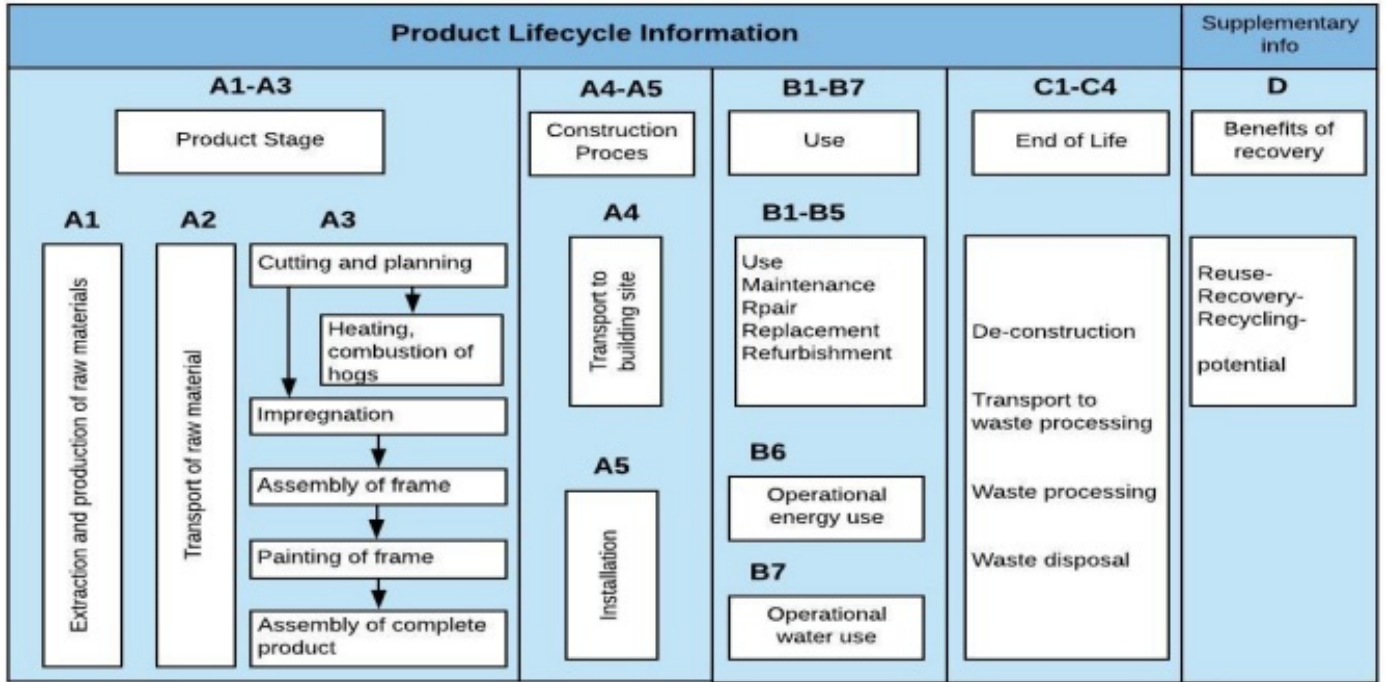 Product Lifecycle Information
Supplementary
info
A1-A3
Product Stage
A1
Extraction and production of raw materials
A2
Transport of raw material
A3
Cutting and planning
Heating,
combustion of
hogs
Impregnation
Assembly of frame
Painting of frame
Assembly of complete
product
A4-A5
Construction
Proces
A4
Transport to
building site
A5
Installation
B1-B7
Use
B1-B5
Use
Maintenance
Rpair
Replacement
Refurbishment
B6
Operational
energy use
B7
Operational
water use
C1-C4
End of Life
De-construction
Transport to
waste processing
Waste processing
Waste disposal
D
Benefits of
recovery
Reuse-
Recovery-
Recycling-
potential